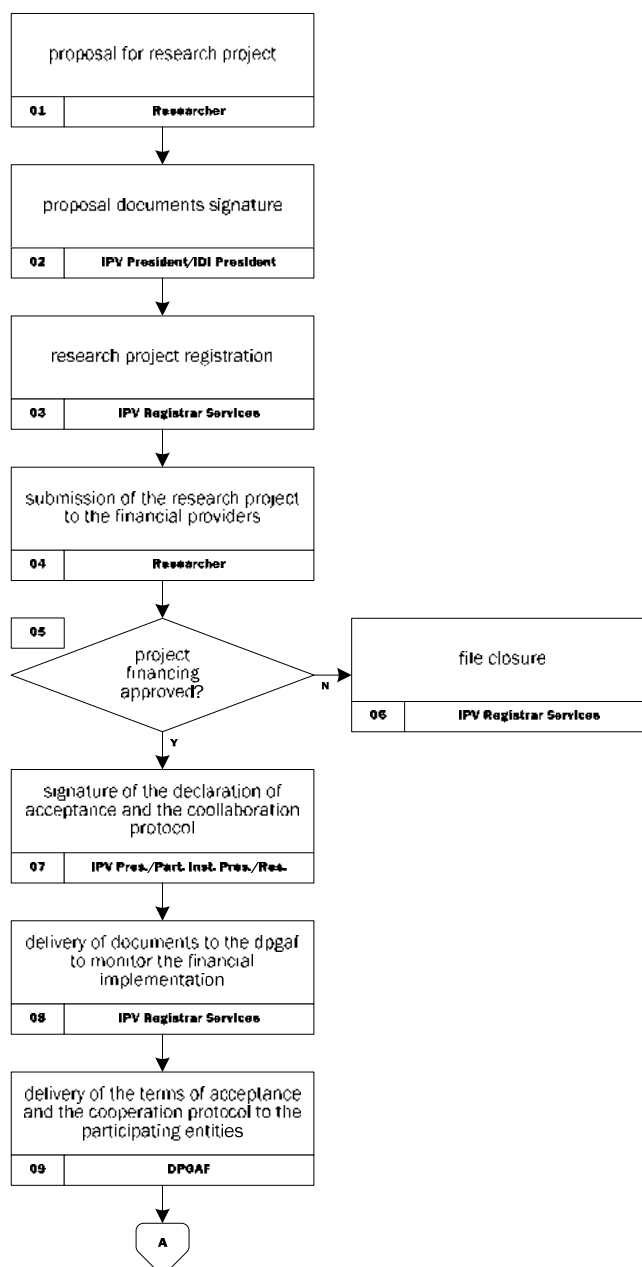 proposal for research project
01 Researcher
proposal documents signature
02 IPV President/IDI President
research project registration
03 IPV Registrar Services
submission of the research project
to the financial providers
04 Researcher
05
project
financing
approved?
N
Y
file closure
06 IPV Registrar Services
signature of the declaration of
acceptance and the coollaboration
protocol
07 IPV Pres./Part. Inst. Pres./Res.
delivery of documents to the dpgaf
to monitor the financial
implementation
08 IPV Registrar Services
delivery of the terms of acceptance
and the cooperation protocol to the
participating entities
09 DPGAF
A